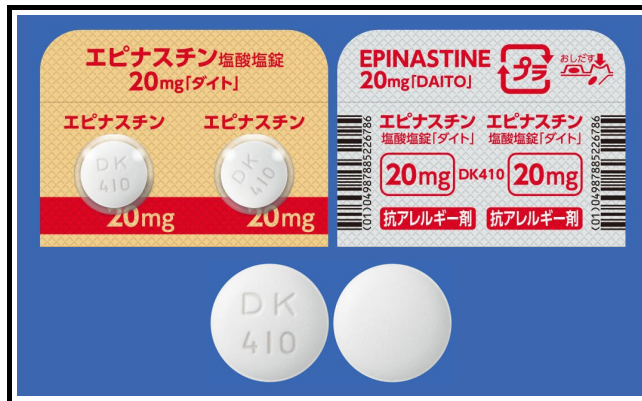 エピナスチン塩酸塩錠
20mg「ダイト」
エピナスチン エピナスチン
DK
410
DK
410
20mg 20mg
EPINASTINE
20mg「DAITO」
プラ
おしだす
エピナスチン エピナスチン
塩酸塩錠「ダイト」 塩酸塩錠「ダイト」
20mg DK410 20mg
抗アレルギー剤 抗アレルギー剤
(01)04987885226786
(01)04987885226786
DK
410